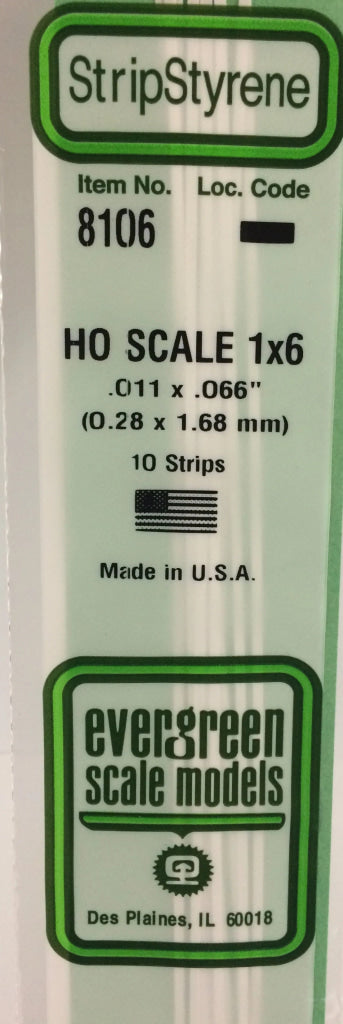 StripStyrene
Item No. Loc. Code
8106
HO SCALE 1x6
.011 x .066"
(0.28 x 1.68 mm)
10 Strips
Made in U.S.A.
evergreen
scale models
Des Plaines, IL 60018